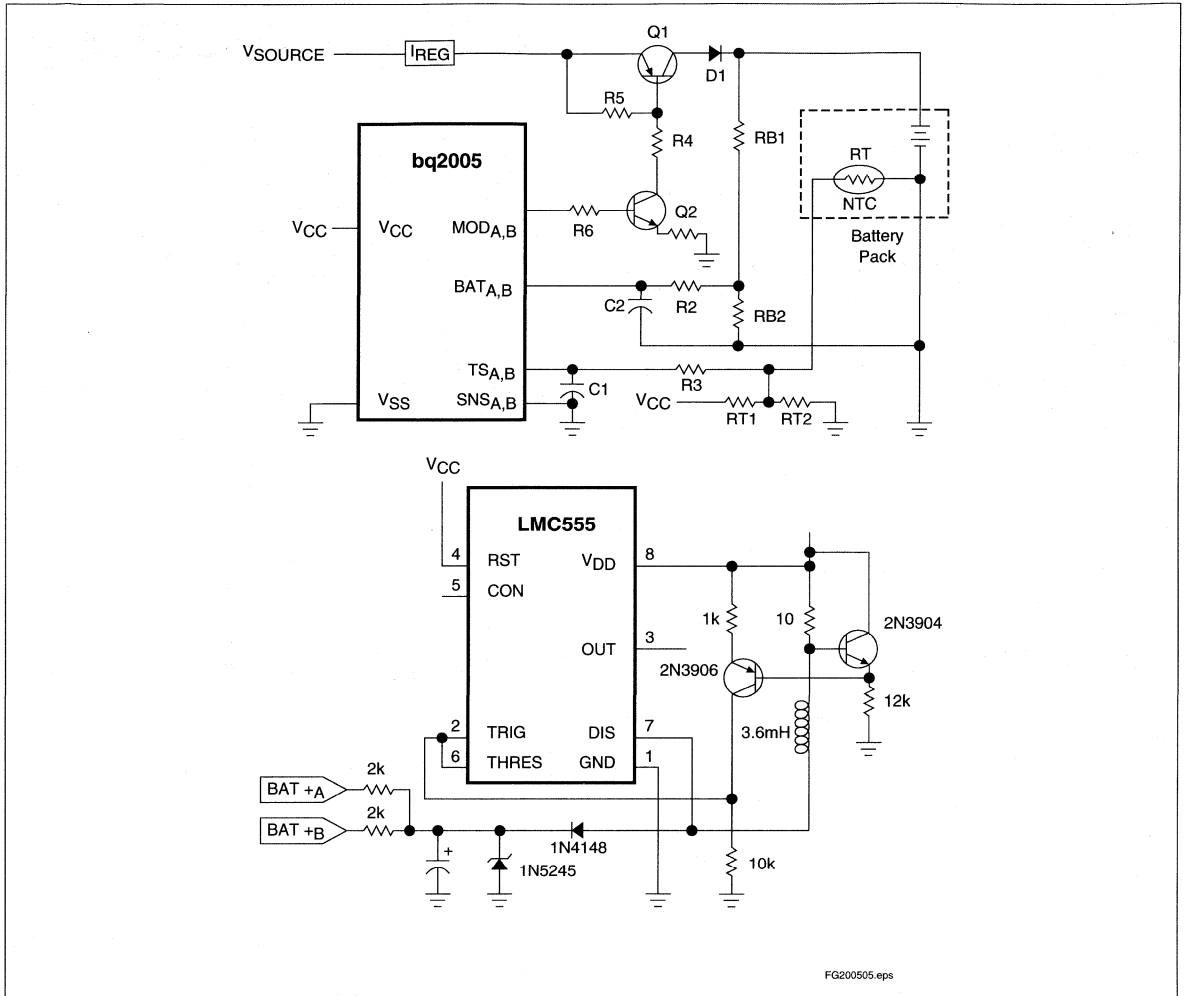 VSOURCE
IREG
Q1
D1
R5
R4
RB1
bq2005
RT
NTC
Battery
Pack
VCC
VCC
MODA,B
R6
Q2
BATA,B
C2
R2
RB2
TSA,B
R3
C1
VSS
SNSA,B
VCC
RT1
RT2
VCC
LMC555
4
RST
VDD
8
5
CON
1k
10
2N3904
OUT
3
2N3906
12k
2
TRIG
DIS
7
3.6mH
6
THRES
GND
1
BAT +A
2k
BAT +B
2k
+
1N4148
1N5245
10k
FG200505.eps